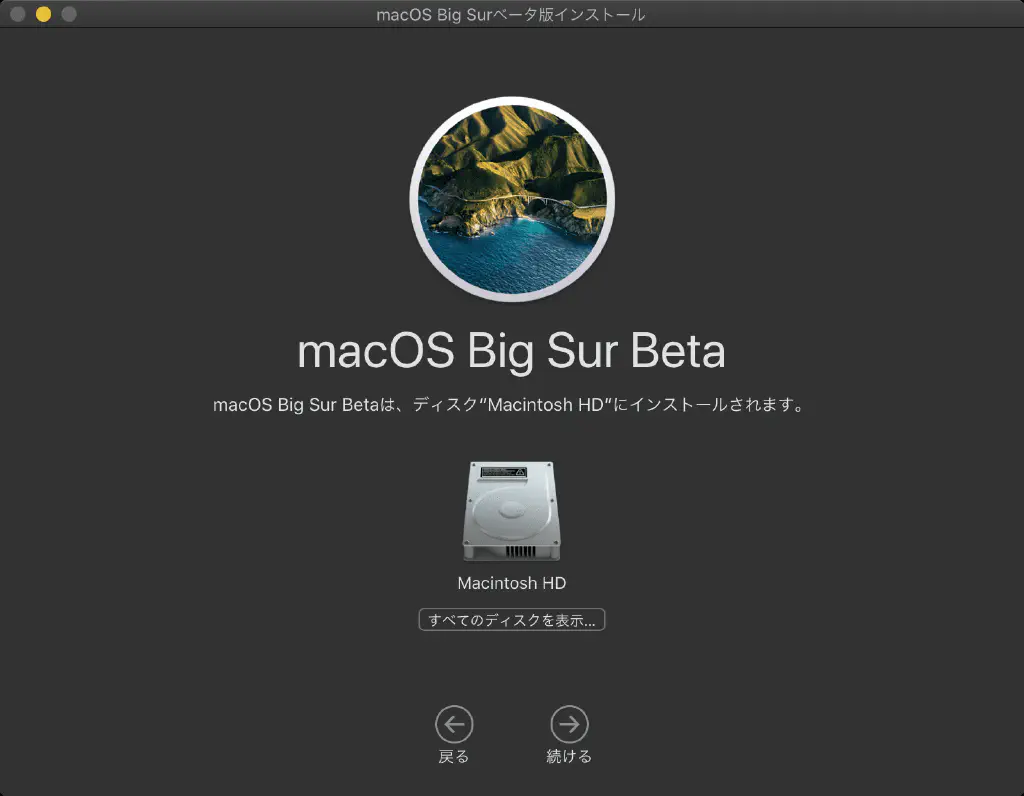 macOS Big Surベータ版インストール
macOS Big Sur Beta
macOS Big Sur Betaは、ディスク“Macintosh HD”にインストールされます。
Macintosh HD
すべてのディスクを表示...
戻る
続ける